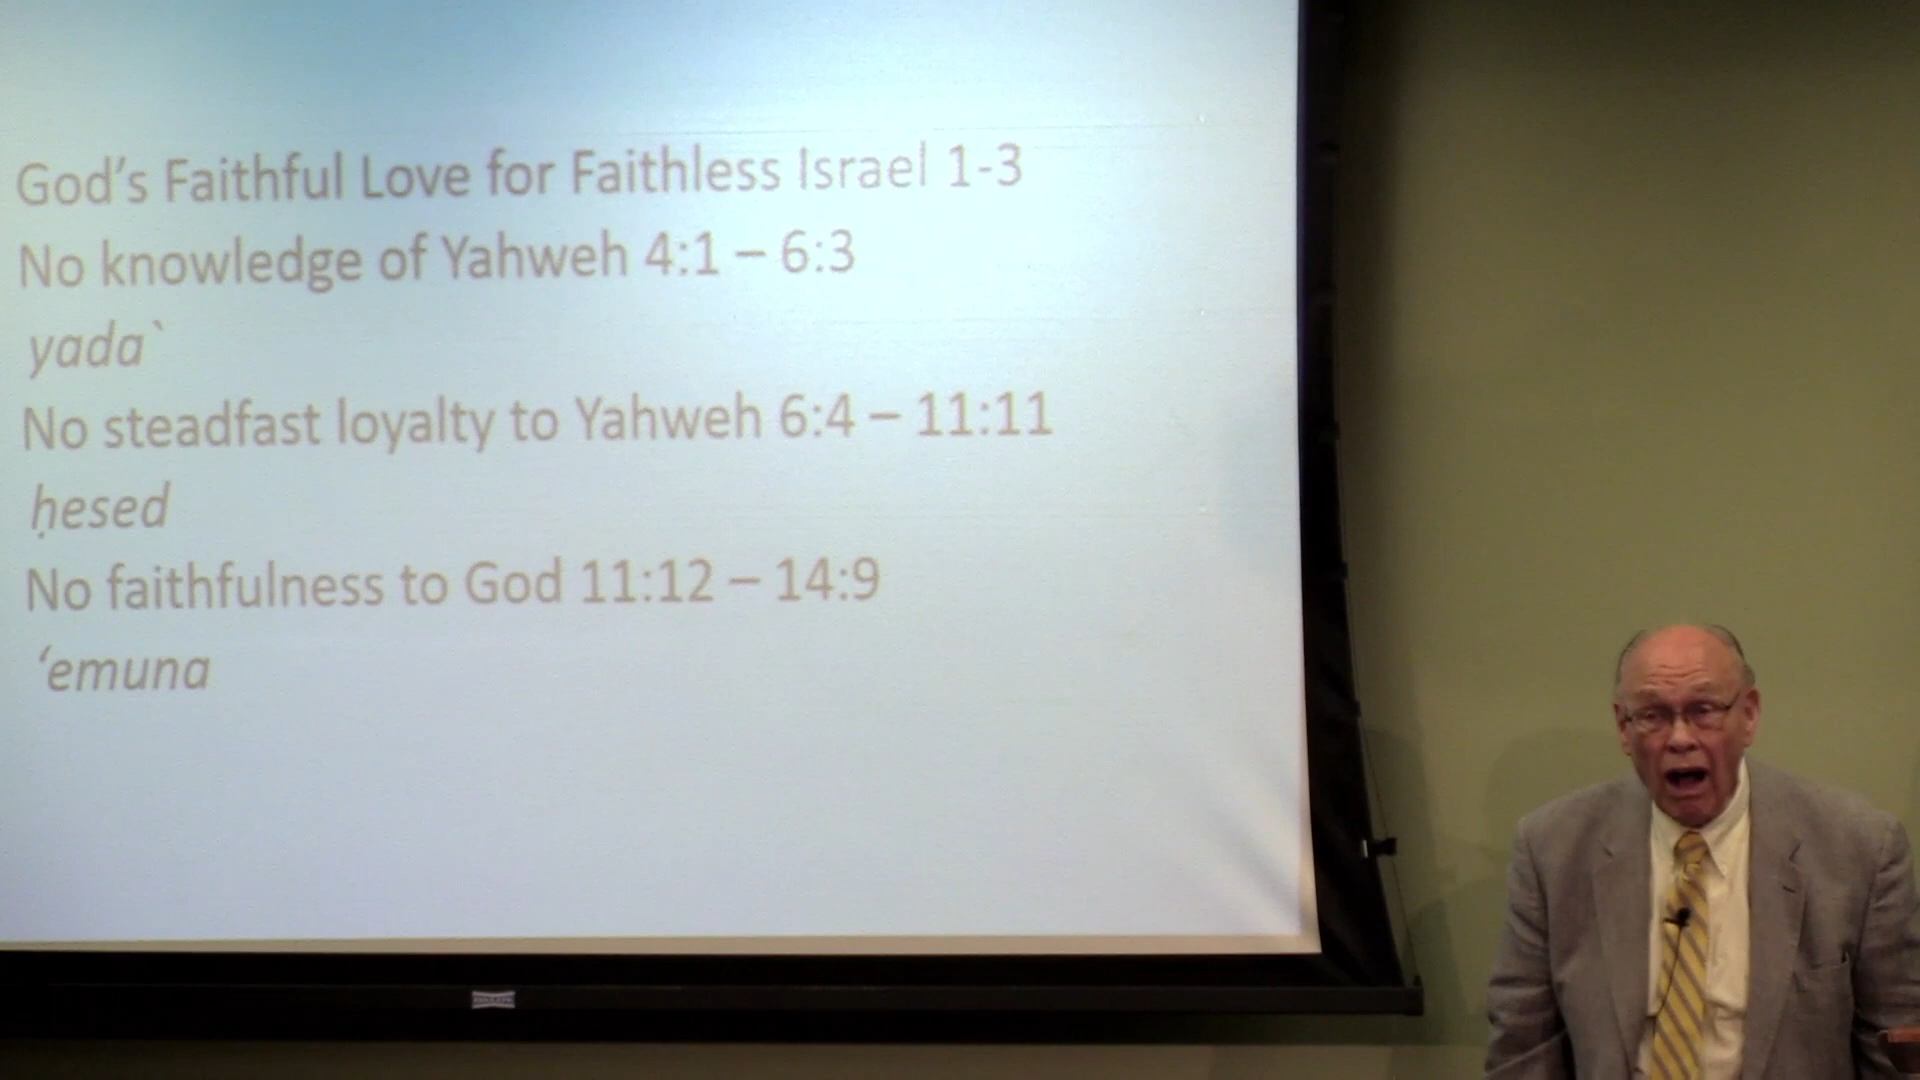 God’s Faithful Love for Faithless Israel 1-3
No knowledge of Yahweh 4:1 – 6:3
yada`
No steadfast loyalty to Yahweh 6:4 – 11:11
ḥesed
No faithfulness to God 11:12 – 14:9
‘emuna